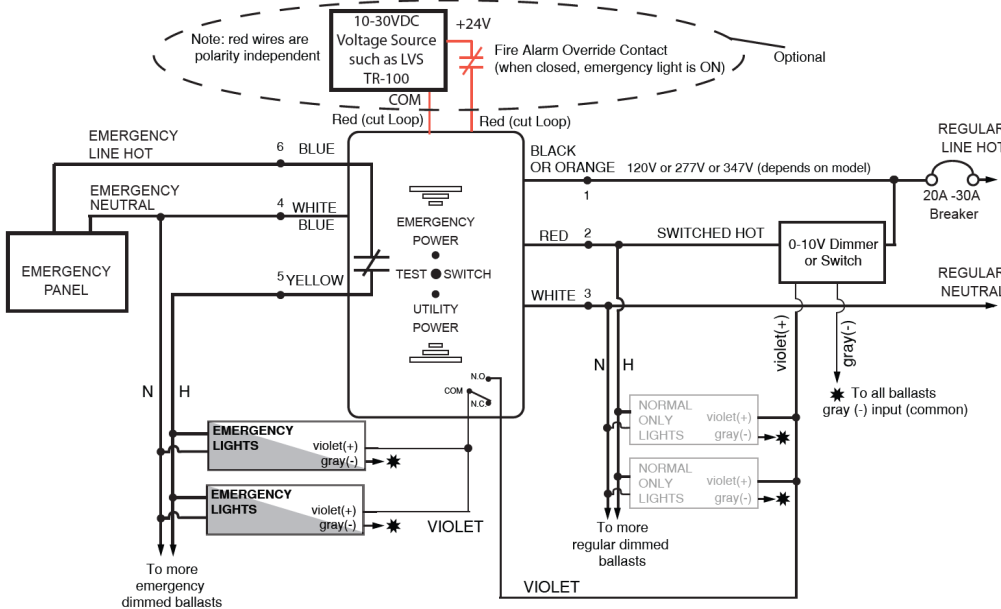 10-30VDC
Voltage Source
such as LVS
TR-100
+24V
COM
Note: red wires are
polarity independent
Fire Alarm Override Contact
(when closed, emergency light is ON)
Optional
Red (cut Loop)
Red (cut Loop)
EMERGENCY
LINE HOT
6 BLUE
EMERGENCY
NEUTRAL
4 WHITE
BLUE
5 YELLOW
EMERGENCY
PANEL
EMERGENCY
POWER
TEST SWITCH
UTILITY
POWER
N.O.
COM
N.C.
BLACK
OR ORANGE
120V or 277V or 347V (depends on model)
1
REGULAR
LINE HOT
20A -30A
Breaker
RED 2
SWITCHED HOT
0-10V Dimmer
or Switch
WHITE 3
REGULAR
NEUTRAL
violet(+)
gray(-)
To all ballasts
gray (-) input (common)
N H
N H
EMERGENCY
LIGHTS
violet(+)
gray(-)
EMERGENCY
LIGHTS
violet(+)
gray(-)
VIOLET
To more
emergency
dimmed ballasts
NORMAL
ONLY
LIGHTS
violet(+)
gray(-)
NORMAL
ONLY
LIGHTS
violet(+)
gray(-)
To more
regular dimmed
ballasts
VIOLET